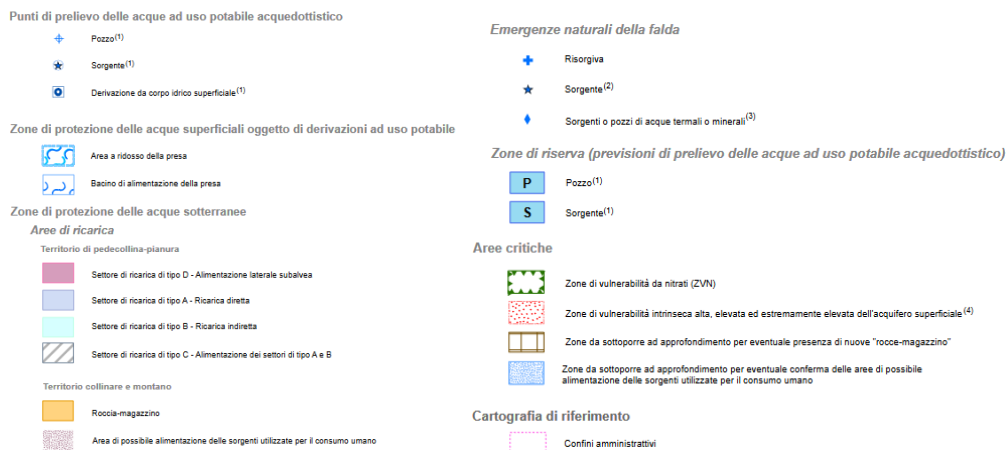 Punti di prelievo delle acque ad uso potabile acquedottistico
Pozzo(1)
Sorgente(1)
Derivazione da corpo idrico superficiale(1)
Zone di protezione delle acque superficiali oggetto di derivazioni ad uso potabile
Area a ridosso della presa
Bacino di alimentazione della presa
Zone di protezione delle acque sotterranee
Aree di ricarica
Territorio di pedecollina-pianura
Settore di ricarica di tipo D - Alimentazione laterale subalvea
Settore di ricarica di tipo A - Ricarica diretta
Settore di ricarica di tipo B - Ricarica indiretta
Settore di ricarica di tipo C - Alimentazione dei settori di tipo A e B
Territorio collinare e montano
Roccia-magazzino
Area di possibile alimentazione delle sorgenti utilizzate per il consumo umano
Emergenze naturali della falda
Risorgiva
Sorgente(2)
Sorgenti o pozzi di acque termali o minerali(3)
Zone di riserva (previsioni di prelievo delle acque ad uso potabile acquedottistico)
P Pozzo(1)
S Sorgente(1)
Aree critiche
Zone di vulnerabilità da nitrati (ZVN)
Zone di vulnerabilità intrinseca alta, elevata ed estremamente elevata dell'acquifero superficiale(4)
Zone da sottoporre ad approfondimento per eventuale presenza di nuove "rocce-magazzino"
Zone da sottoporre ad approfondimento per eventuale conferma delle aree di possibile
alimentazione delle sorgenti utilizzate per il consumo umano
Cartografia di riferimento
Confini amministrativi